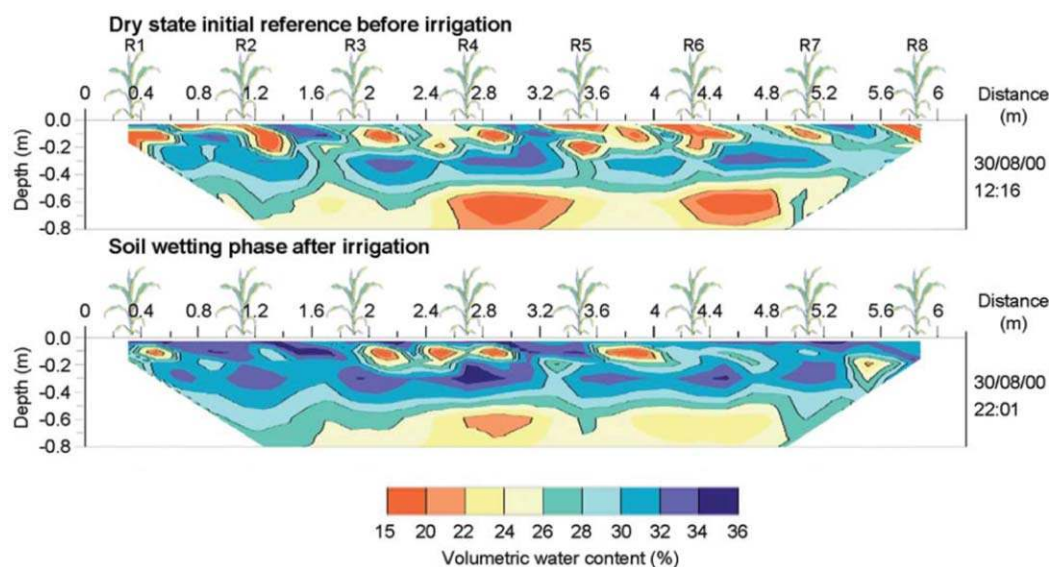 Dry state initial reference before irrigation
R1 R2 R3 R4 R5 R6 R7 R8
0 0.4 0.8 1.2 1.6 2 2.4 2.8 3.2 3.6 4 4.4 4.8 5.2 5.6 6 Distance
(m)
0.0
-0.2
-0.4
-0.6
-0.8
Depth (m)
30/08/00
12:16
Soil wetting phase after irrigation
0 0.4 0.8 1.2 1.6 2 2.4 2.8 3.2 3.6 4 4.4 4.8 5.2 5.6 6 Distance
(m)
0.0
-0.2
-0.4
-0.6
-0.8
Depth (m)
30/08/00
22:01
15 20 22 24 26 28 30 32 34 36
Volumetric water content (%)